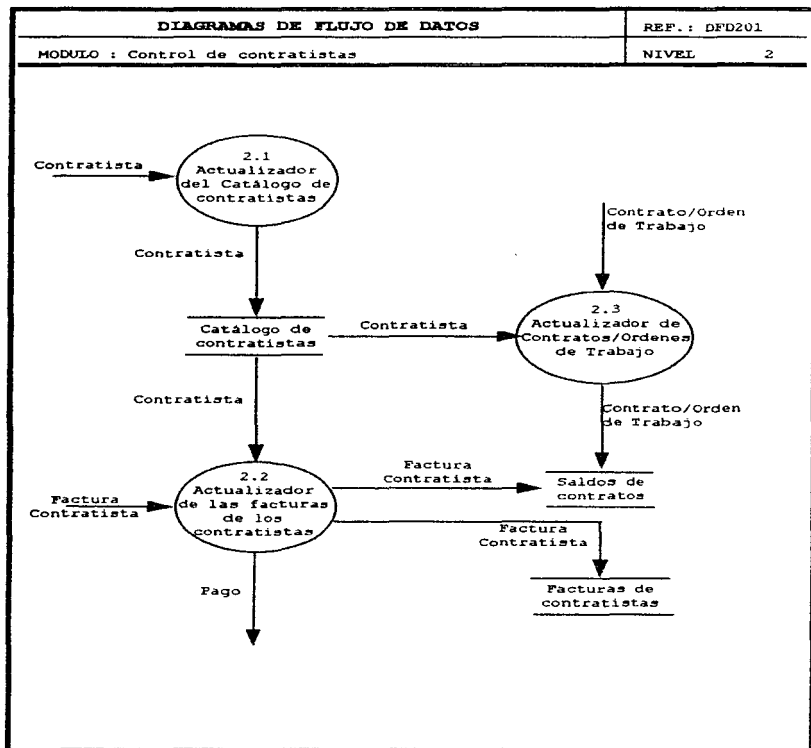 DIAGRAMAS DE FLUJO DE DATOS
REF.: DFD201
MODULO : Control de contratistas
NIVEL 2
Contratista
2.1
Actualizador
del Catálogo de
contratistas
Contrato/Orden
de Trabajo
Contratista
Catálogo de
contratistas
Contratista
2.3
Actualizador de
Contratos/Ordenes
de Trabajo
Contratista
Contrato/Orden
de Trabajo
Factura
Contratista
2.2
Actualizador
de las facturas
de los
contratistas
Factura
Contratista
Saldos de
contratos
Factura
Contratista
Pago
Facturas de
contratistas